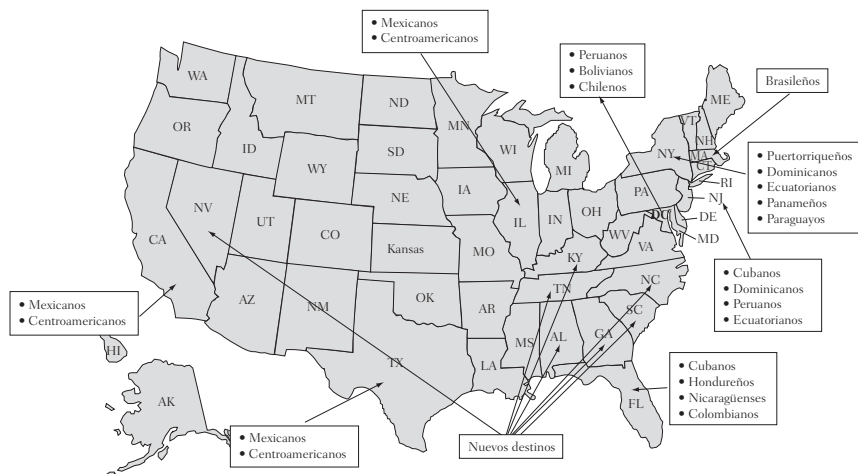 • Mexicanos
• Centroamericanos
• Peruanos
• Bolivianos
• Chilenos
Brasileños
WA
MT
ND
MN
ME
VT
NH
OR
ID
SD
WI
MI
NY
MA
CT
• Puertorriqueños
• Dominicanos
• Ecuatorianos
• Panameños
• Paraguayos
WY
IA
NE
PA
RI
NJ
NV
UT
CO
Kansas
MO
IL
IN
OH
WV
VA
DC
DE
MD
CA
KY
• Cubanos
• Dominicanos
• Peruanos
• Ecuatorianos
AZ
NM
OK
AR
TN
NC
SC
• Mexicanos
• Centroamericanos
HI
TX
LA
MS
AL
GA
FL
• Cubanos
• Hondureños
• Nicaragüenses
• Colombianos
AK
• Mexicanos
• Centroamericanos
Nuevos destinos